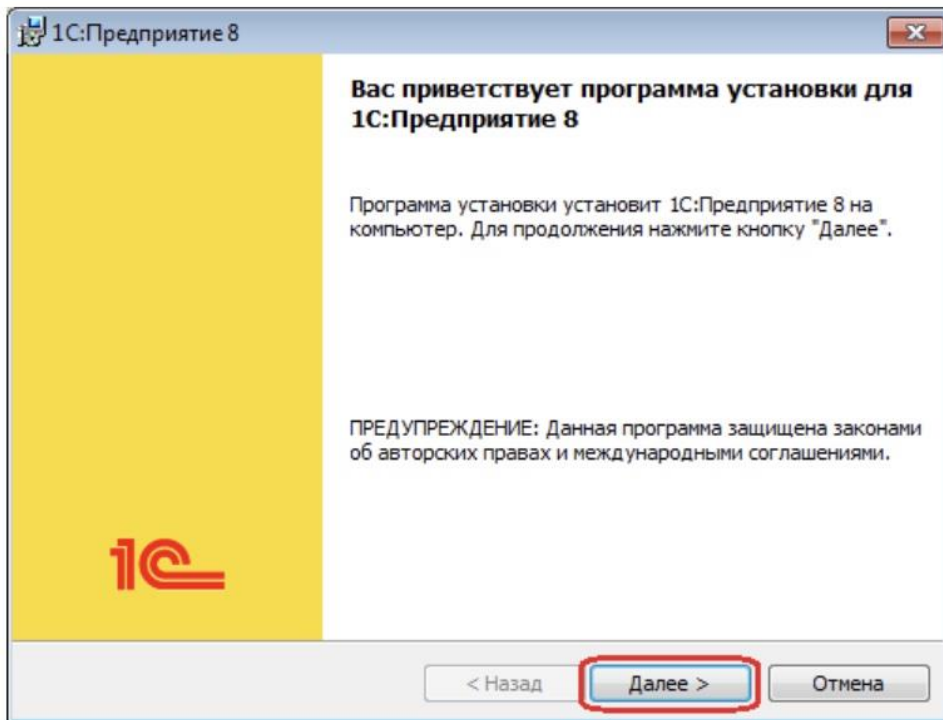 1С:Предприятие 8
Вас приветствует программа установки для
1С:Предприятие 8
Программа установки установит 1С:Предприятие 8 на
компьютер. Для продолжения нажмите кнопку "Далее".
ПРЕДУПРЕЖДЕНИЕ: Данная программа защищена законами
об авторских правах и международными соглашениями.
1С
< Назад
Далее >
Отмена